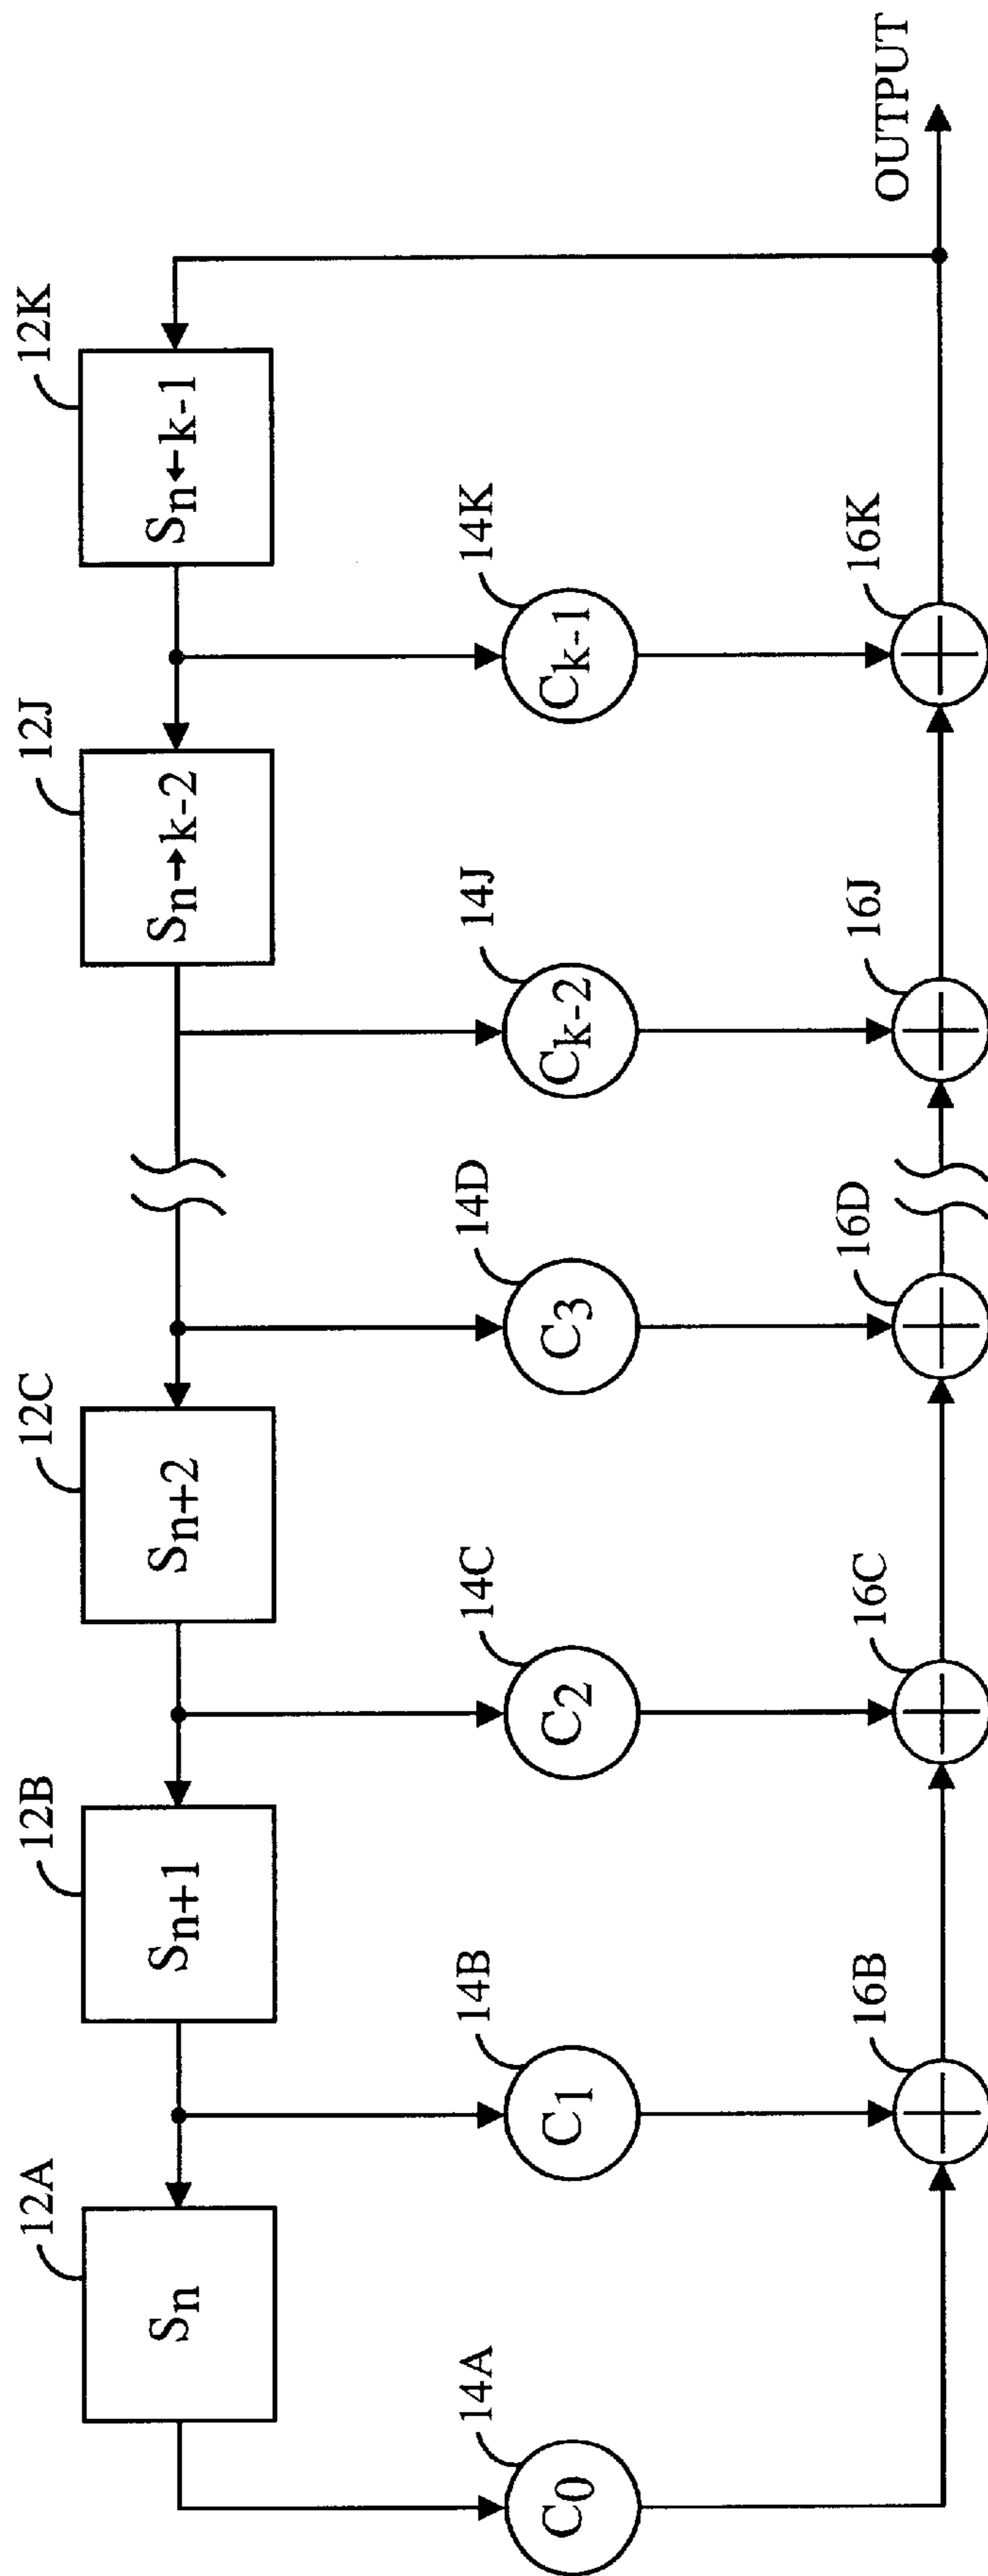 12A
12B
12C
12J
12K
Sn
Sn+1
Sn+2
Sn→k-2
Sn←k-1
14A
14B
14C
14D
14J
14K
C0
C1
C2
C3
Ck-2
Ck-1
16B
16C
16D
16J
16K
OUTPUT